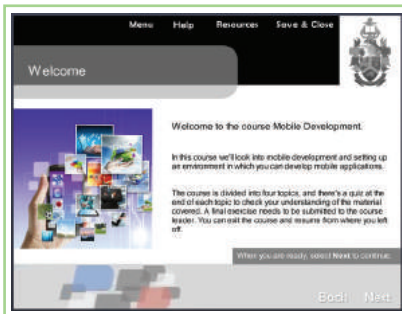 Menu Help Resources Save & Close
Welcome
Welcome to the course Mobile Development.
In this course we'll look into mobile development and setting up
an environment in which you can develop mobile applications.
The course is divided into four topics, and there's a quiz at the
end of each topic to check your understanding of the material
covered. A final exercise needs to be submitted to the course
leader. You can exit the course and resume from where you left
off.
When you are ready, select Next to continue.
Back Next